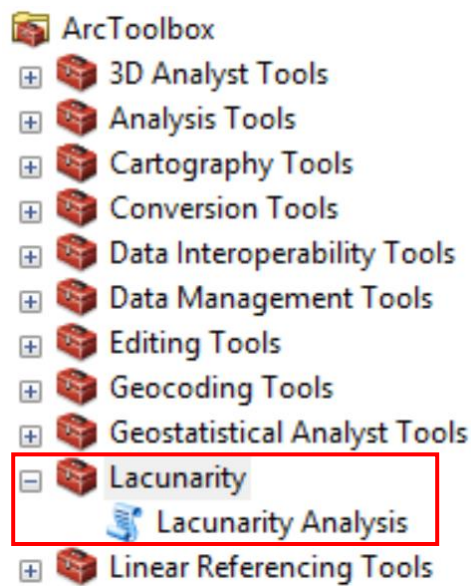 ArcToolbox
3D Analyst Tools
Analysis Tools
Cartography Tools
Conversion Tools
Data Interoperability Tools
Data Management Tools
Editing Tools
Geocoding Tools
Geostatistical Analyst Tools
Lacunarity
Lacunarity Analysis
Linear Referencing Tools